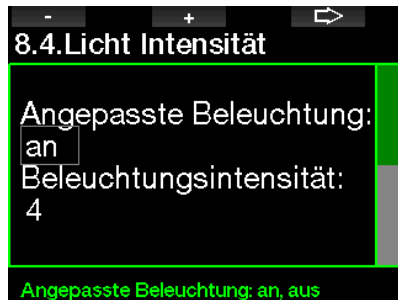 - +
8.4.Licht Intensität
Angepasste Beleuchtung:
an
Beleuchtungsintensität:
4
Angepasste Beleuchtung: an, aus